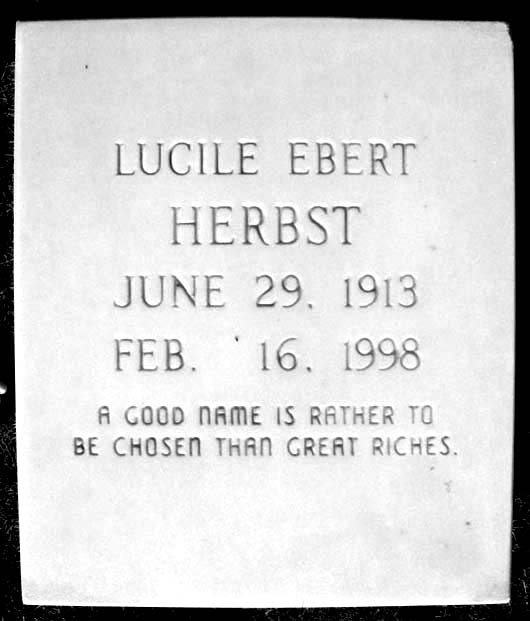 LUCILE EBERT
HERBST
JUNE 29, 1913
FEB. 16, 1998
A GOOD NAME IS RATHER TO
BE CHOSEN THAN GREAT RICHES.